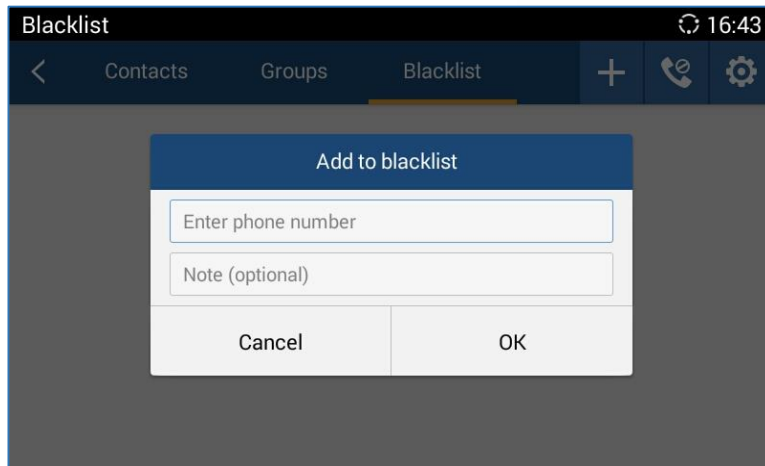 Blacklist 16:43
Contacts Groups Blacklist
Add to blacklist
Enter phone number
Note (optional)
Cancel OK